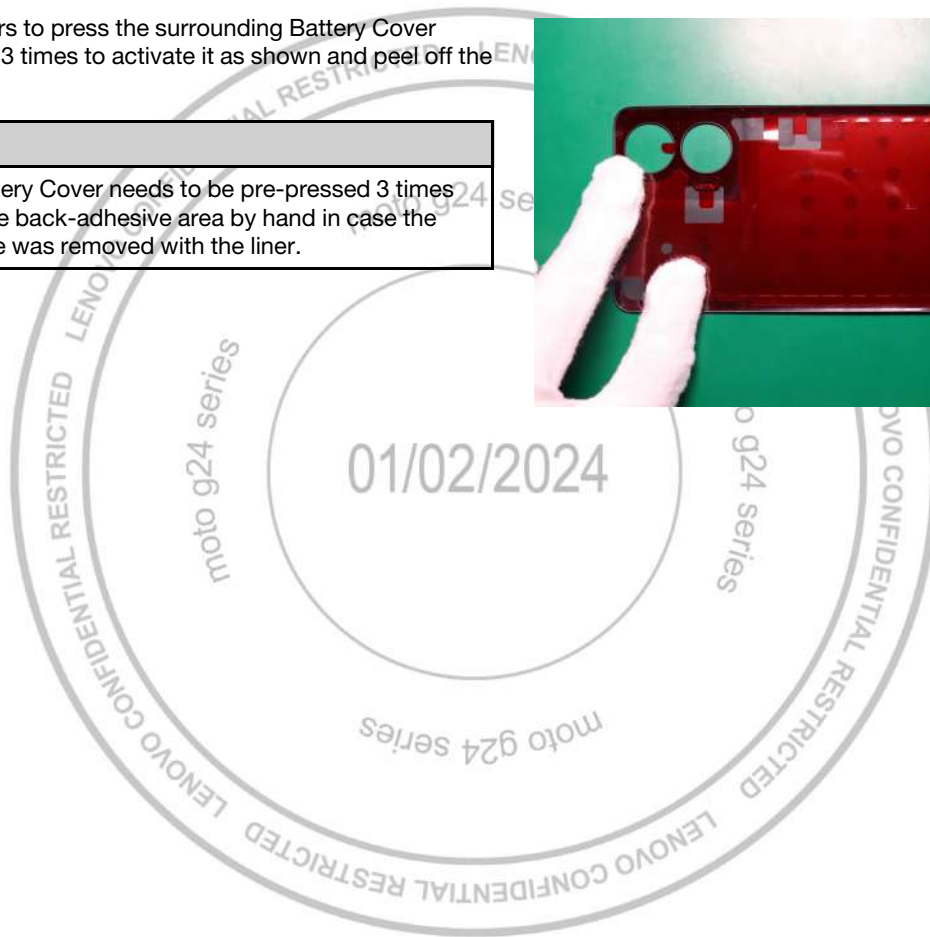 rs to press the surrounding Battery Cover
3 times to activate it as shown and peel off the
tery Cover needs to be pre-pressed 3 times
e back-adhesive area by hand in case the
e was removed with the liner.
LENOVO CONFIDENTIAL RESTRICTED
LENOVO CONFIDENTIAL RESTRICTED
LENOVO CONFIDENTIAL RESTRICTED
moto g24 se
moto g24 series
o g24 series
moto g24 series
01/02/2024